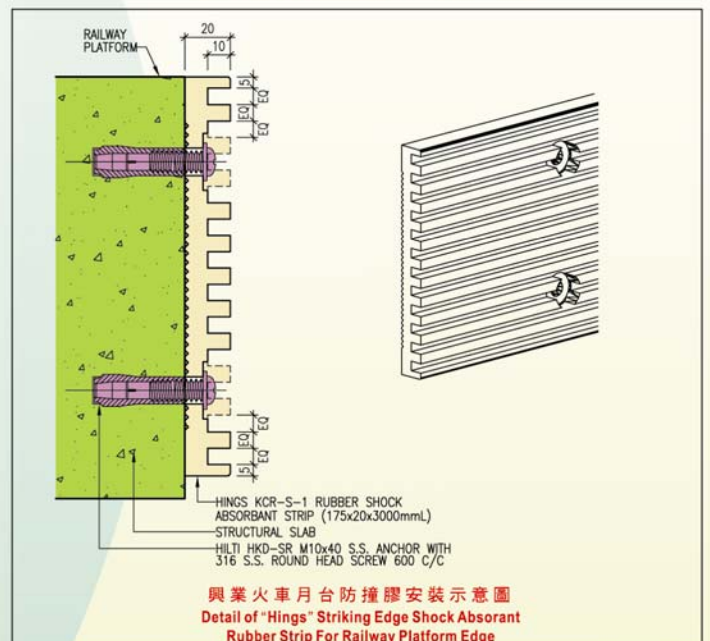 RAILWAY
PLATFORM
20
10
5
EQ
EQ
EQ
EQ
5
HINGS KCR-S-1 RUBBER SHOCK
ABSORBANT STRIP (175x20x3000mmL)
STRUCTURAL SLAB
HILTI HKD-SR M10x40 S.S. ANCHOR WITH
316 S.S. ROUND HEAD SCREW 600 C/C
興業火車月台防撞膠安裝示意圖
Detail of "Hings" Striking Edge Shock Absorant
Rubber Strip For Railway Platform Edge